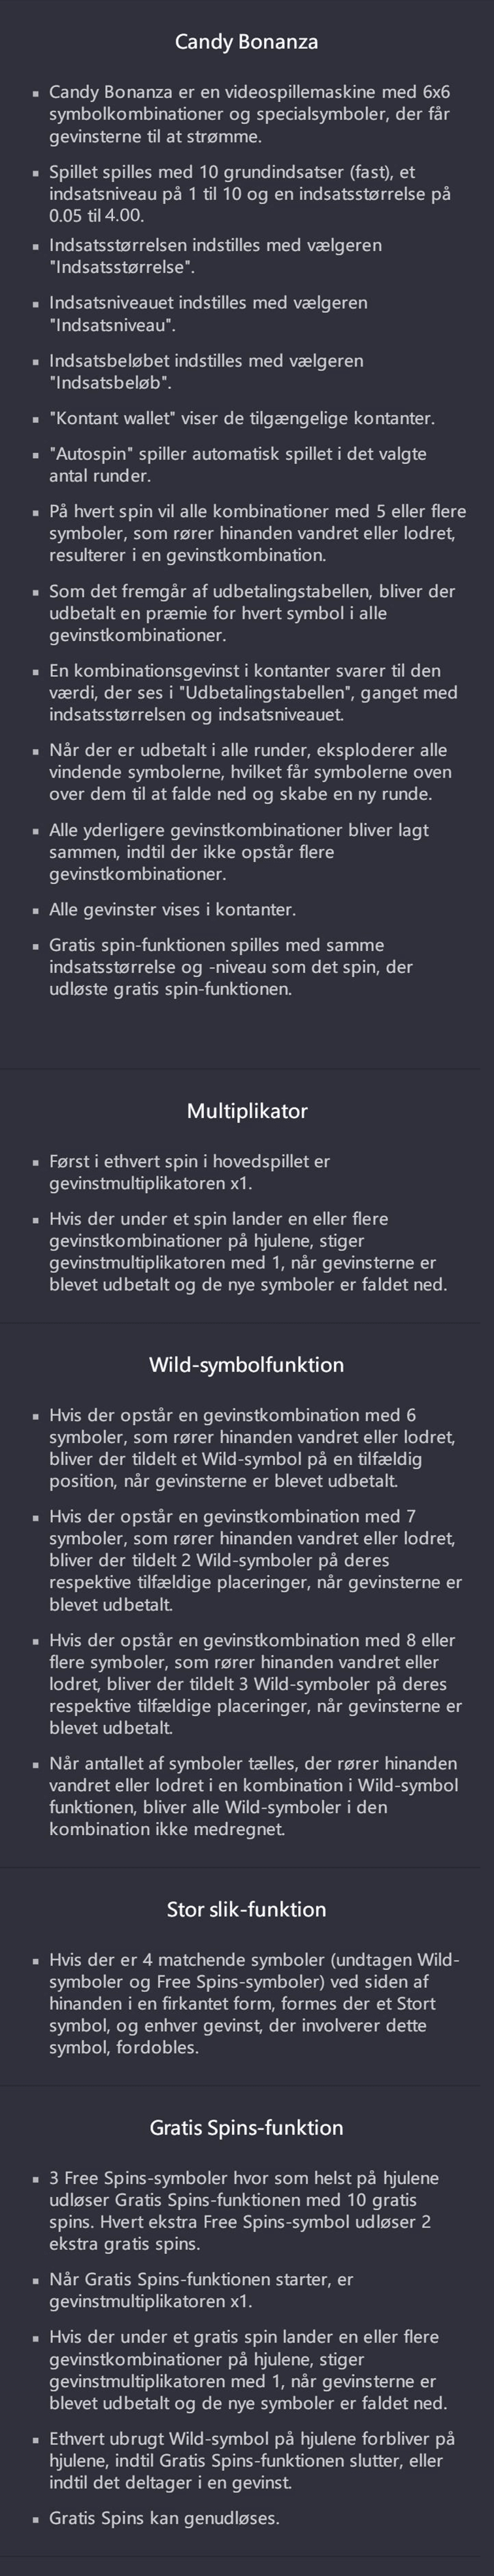 Candy Bonanza
▪ Candy Bonanza er en videospillemaskine med 6x6
symbolkombinationer og specialsymboler, der får
gevinsterne til at strømme.
▪ Spillet spilles med 10 grundindsatser (fast), et
indsatsniveau på 1 til 10 og en indsatsstørrelse på
0.05 til 4.00.
▪ Indsatsstørrelsen indstilles med vælgeren
"Indsatsstørrelse".
▪ Indsatsniveauet indstilles med vælgeren
"Indsatsniveau".
▪ Indsatsbeløbet indstilles med vælgeren
"Indsatsbeløb".
▪ "Kontant wallet" viser de tilgængelige kontanter.
▪ "Autospin" spiller automatisk spillet i det valgte
antal runder.
▪ På hvert spin vil alle kombinationer med 5 eller flere
symboler, som rører hinanden vandret eller lodret,
resulterer i en gevinstkombination.
▪ Som det fremgår af udbetalingstabellen, bliver der
udbetalt en præmie for hvert symbol i alle
gevinstkombinationer.
▪ En kombinationsgevinst i kontanter svarer til den
værdi, der ses i "Udbetalingstabellen", ganget med
indsatsstørrelsen og indsatsniveauet.
▪ Når der er udbetalt i alle runder, eksploderer alle
vindende symbolerne, hvilket får symbolerne oven
over dem til at falde ned og skabe en ny runde.
▪ Alle yderligere gevinstkombinationer bliver lagt
sammen, indtil der ikke opstår flere
gevinstkombinationer.
▪ Alle gevinster vises i kontanter.
▪ Gratis spin-funktionen spilles med samme
indsatsstørrelse og -niveau som det spin, der
udløste gratis spin-funktionen.
Multiplikator
▪ Først i ethvert spin i hovedspillet er
gevinstmultiplikatoren x1.
▪ Hvis der under et spin lander en eller flere
gevinstkombinationer på hjulene, stiger
gevinstmultiplikatoren med 1, når gevinsterne er
blevet udbetalt og de nye symboler er faldet ned.
Wild-symbolfunktion
▪ Hvis der opstår en gevinstkombination med 6
symboler, som rører hinanden vandret eller lodret,
bliver der tildelt et Wild-symbol på en tilfældig
position, når gevinsterne er blevet udbetalt.
▪ Hvis der opstår en gevinstkombination med 7
symboler, som rører hinanden vandret eller lodret,
bliver der tildelt 2 Wild-symboler på deres
respektive tilfældige placeringer, når gevinsterne er
blevet udbetalt.
▪ Hvis der opstår en gevinstkombination med 8 eller
flere symboler, som rører hinanden vandret eller
lodret, bliver der tildelt 3 Wild-symboler på deres
respektive tilfældige placeringer, når gevinsterne er
blevet udbetalt.
▪ Når antallet af symboler tælles, der rører hinanden
vandret eller lodret i en kombination i Wild-symbol
funktionen, bliver alle Wild-symboler i den
kombination ikke medregnet.
Stor slik-funktion
▪ Hvis der er 4 matchende symboler (undtagen Wild-
symboler og Free Spins-symboler) ved siden af
hinanden i en firkantet form, formes der et Stort
symbol, og enhver gevinst, der involverer dette
symbol, fordobles.
Gratis Spins-funktion
▪ 3 Free Spins-symboler hvor som helst på hjulene
udløser Gratis Spins-funktionen med 10 gratis
spins. Hvert ekstra Free Spins-symbol udløser 2
ekstra gratis spins.
▪ Når Gratis Spins-funktionen starter, er
gevinstmultiplikatoren x1.
▪ Hvis der under et gratis spin lander en eller flere
gevinstkombinationer på hjulene, stiger
gevinstmultiplikatoren med 1, når gevinsterne er
blevet udbetalt og de nye symboler er faldet ned.
▪ Ethvert ubrugt Wild-symbol på hjulene forbliver på
hjulene, indtil Gratis Spins-funktionen slutter, eller
indtil det deltager i en gevinst.
▪ Gratis Spins kan genudløses.